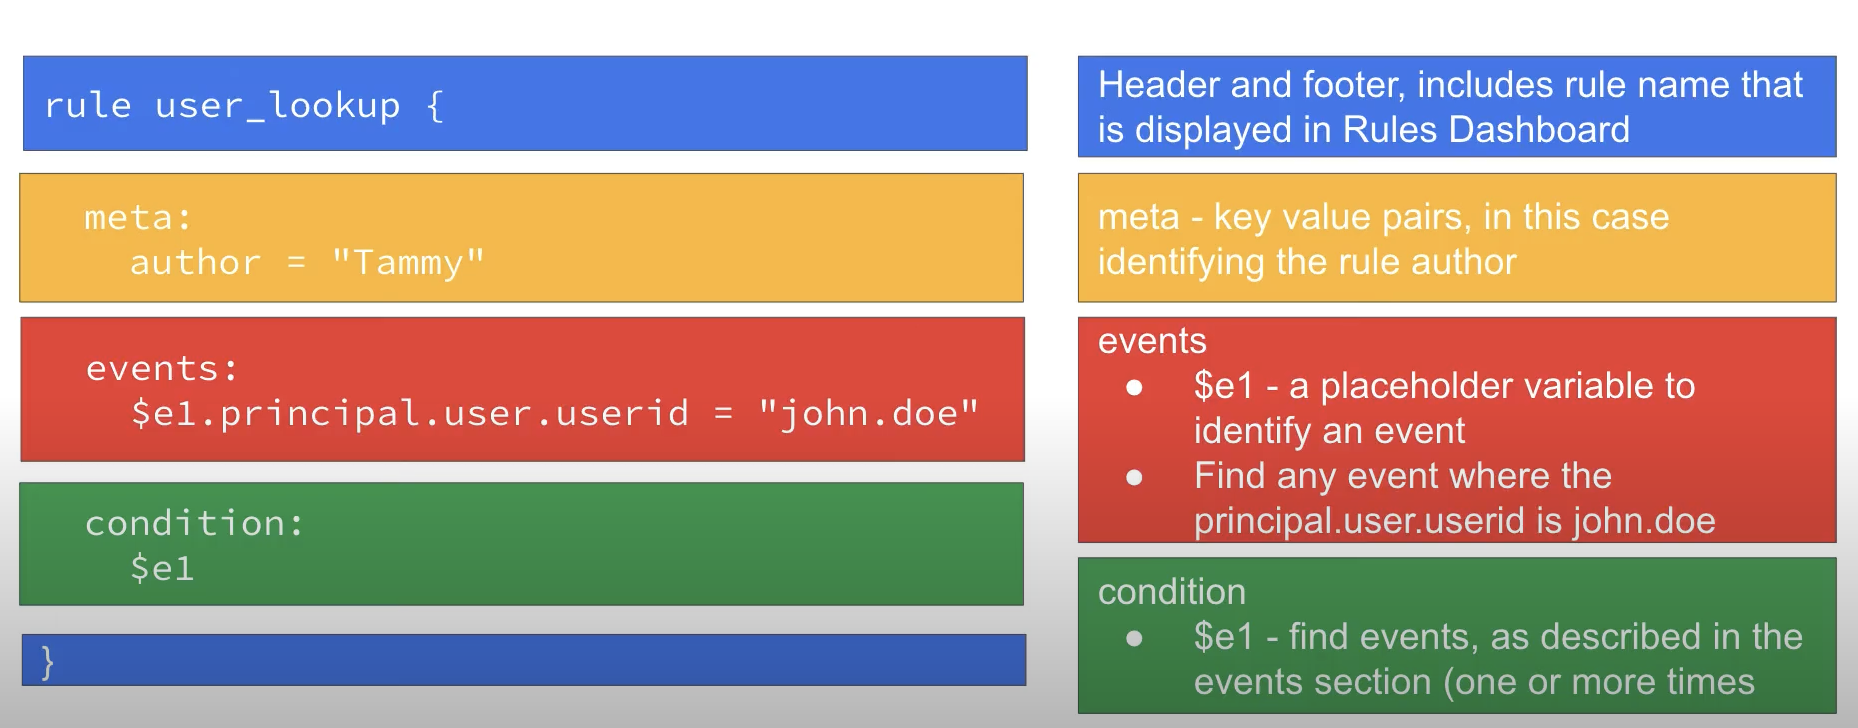 rule user_lookup {
meta:
author = "Tammy"
events:
$e1.principal.user.userid = "john.doe"
condition:
$e1
}
Header and footer, includes rule name that
is displayed in Rules Dashboard
meta - key value pairs, in this case
identifying the rule author
events
● $e1 - a placeholder variable to
identify an event
● Find any event where the
principal.user.userid is john.doe
condition
● $e1 - find events, as described in the
events section (one or more times